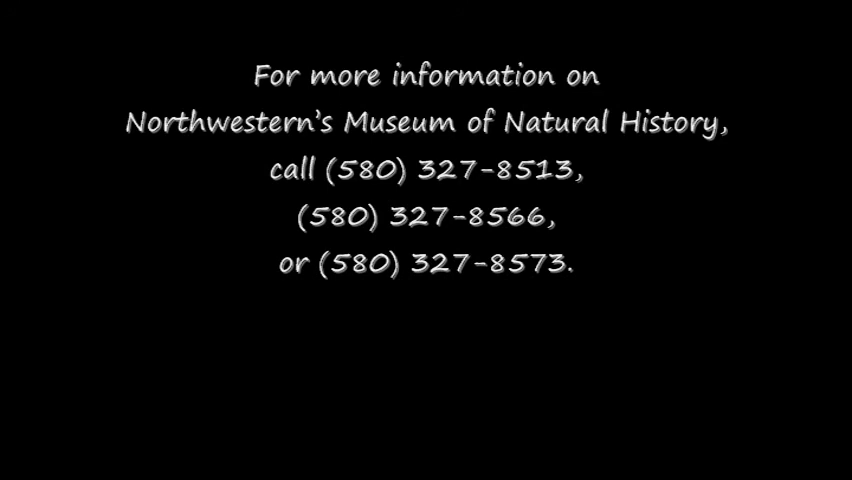 For more information on
Northwestern's Museum of Natural History,
call (580) 327-8513,
(580) 327-8566,
or (580) 327-8573.